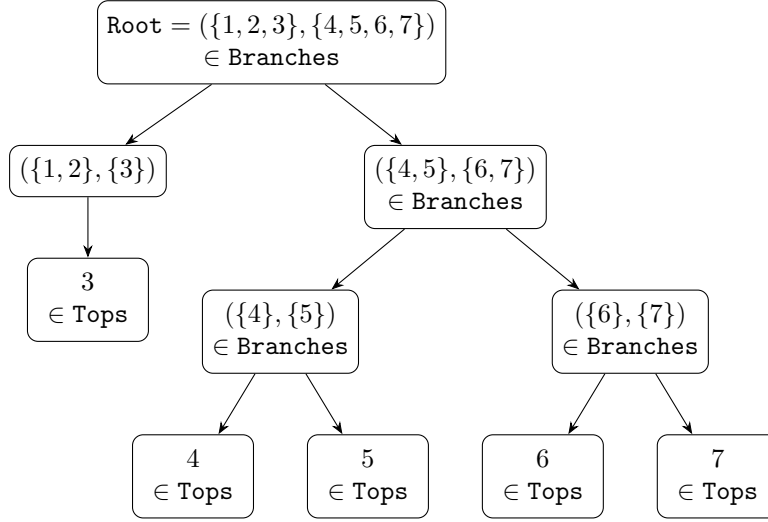 Root = ({1, 2, 3}, {4, 5, 6, 7})
∈ Branches
({1, 2}, {3})
({4, 5}, {6, 7})
∈ Branches
3
∈ Tops
({4}, {5})
∈ Branches
({6}, {7})
∈ Branches
4
∈ Tops
5
∈ Tops
6
∈ Tops
7
∈ Tops